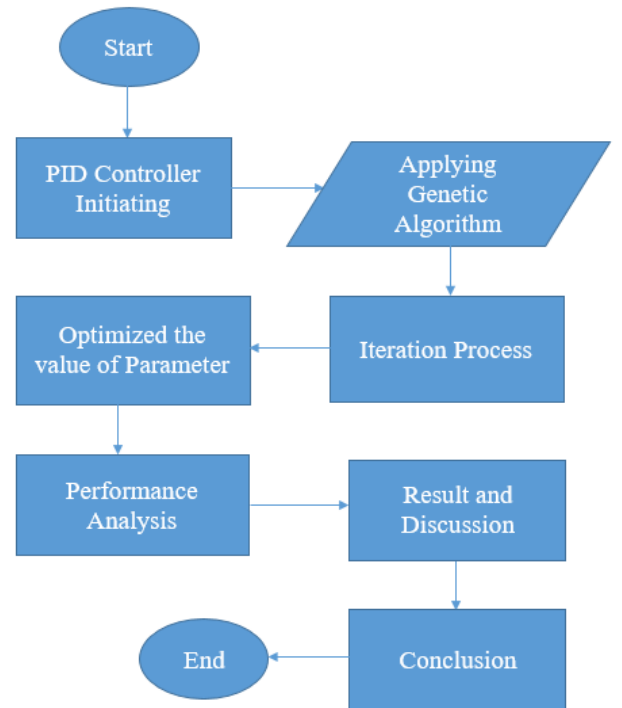 Start
PID Controller
Initiating
Applying
Genetic
Algorithm
Iteration Process
Optimized the
value of Parameter
Performance
Analysis
Result and
Discussion
Conclusion
End